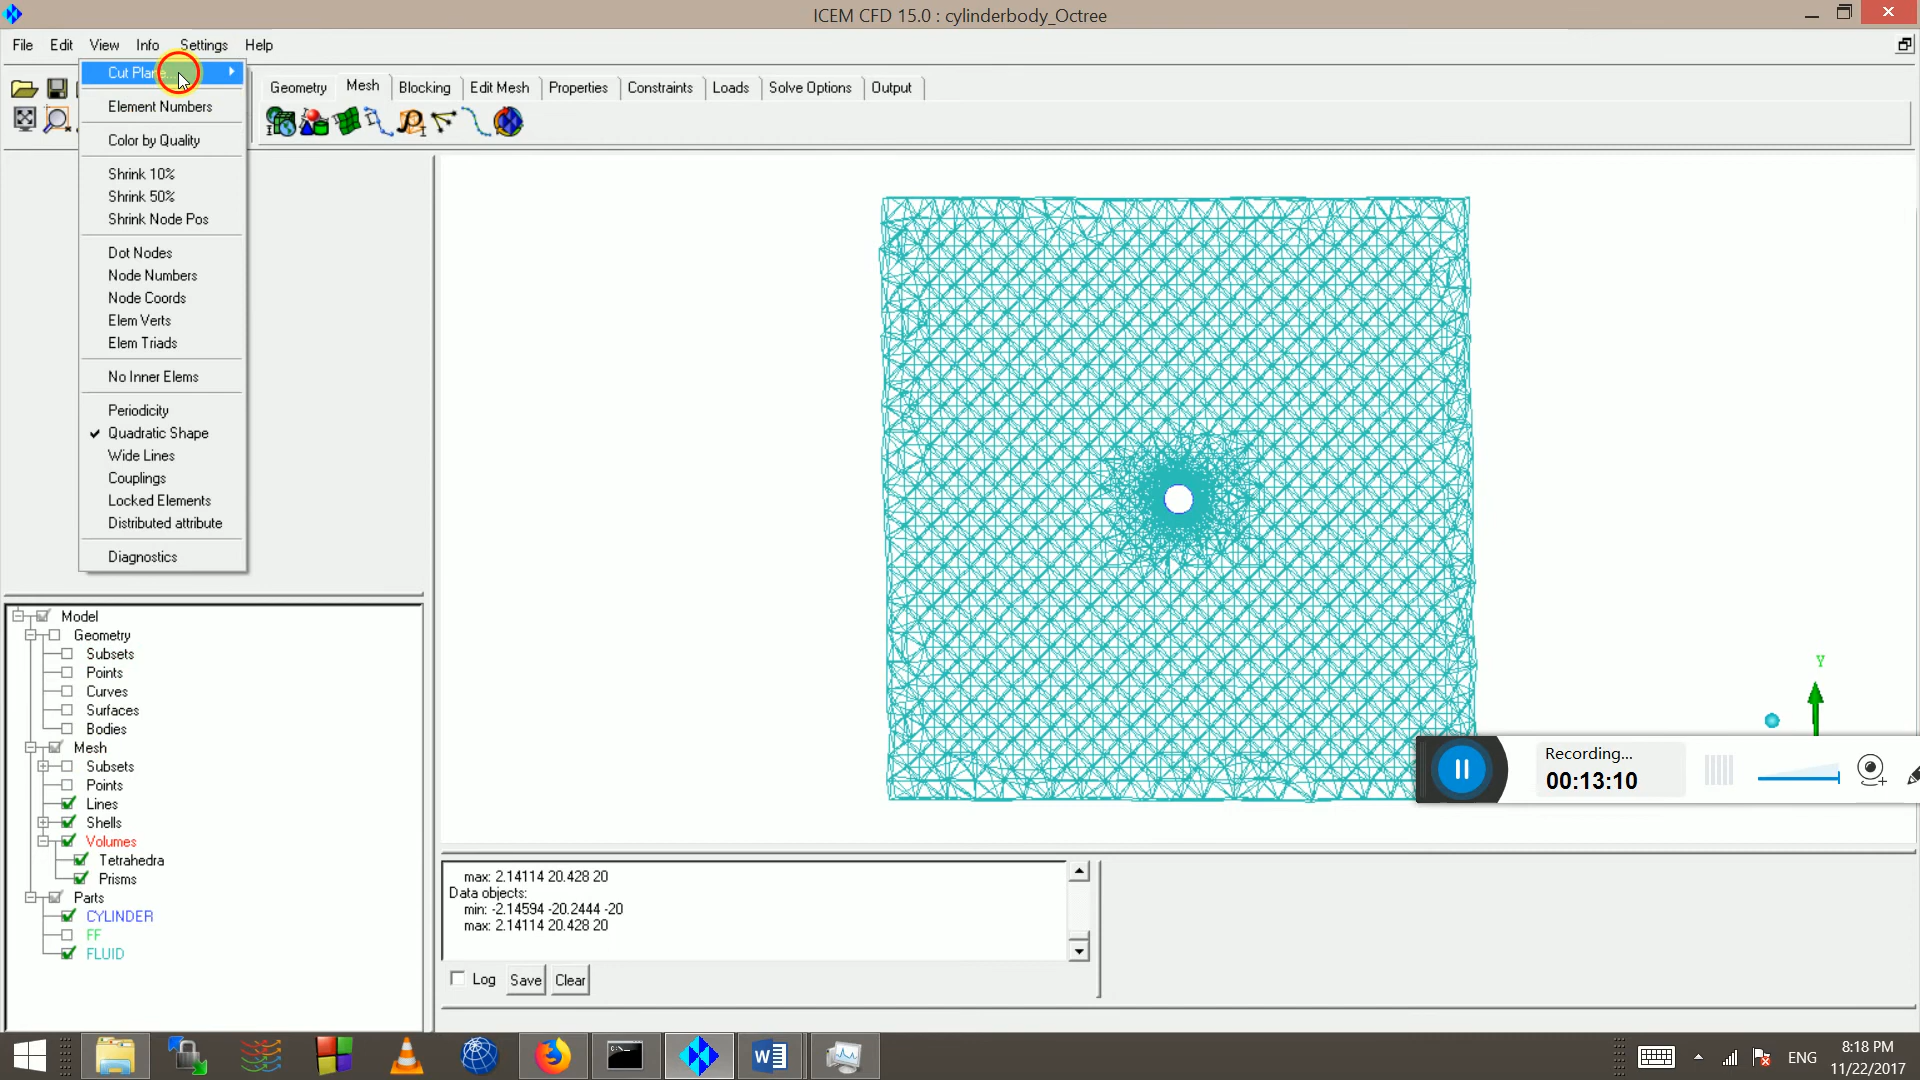 ICEM CFD 15.0 : cylinderbody_Octree
File Edit View Info Settings Help
Cut Plane...
Element Numbers
Color by Quality
Shrink 10%
Shrink 50%
Shrink Node Pos
Dot Nodes
Node Numbers
Node Coords
Elem Verts
Elem Triads
No Inner Elems
Periodicity
Quadratic Shape
Wide Lines
Couplings
Locked Elements
Distributed attribute
Diagnostics
Geometry Mesh Blocking Edit Mesh Properties Constraints Loads Solve Options Output
Model
Geometry
Subsets
Points
Curves
Surfaces
Bodies
Mesh
Subsets
Points
Lines
Shells
Volumes
Tetrahedra
Prisms
Parts
CYLINDER
FF
FLUID
Y
Recording...
00:13:10
max: 2.14114 20.428 20
Data objects:
min: -2.14594 -20.2444 -20
max: 2.14114 20.428 20
Log Save Clear
ENG
8:18 PM
11/22/2017